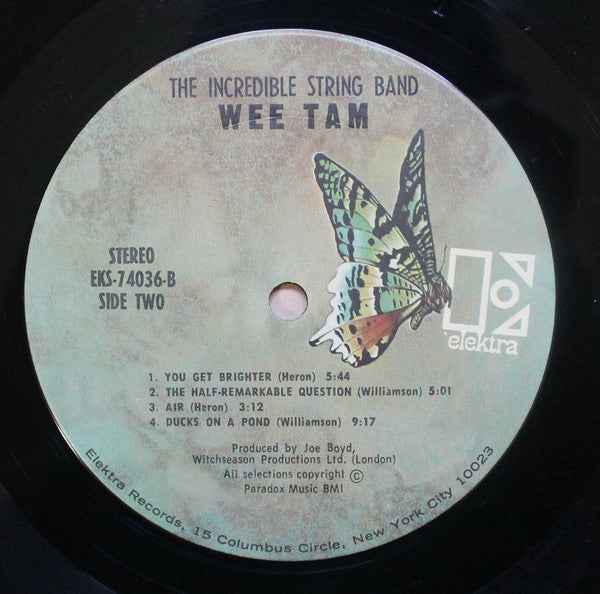 THE INCREDIBLE STRING BAND
WEE TAM
STEREO
EKS-74036-B
SIDE TWO
elektra
1. YOU GET BRIGHTER (Heron) 5:44
2. THE HALF-REMARKABLE QUESTION (Williamson) 5:01
3. AIR (Heron) 3:12
4. DUCKS ON A POND (Williamson) 9:17
Produced by Joe Boyd,
Witchseason Productions Ltd. (London)
All selections copyright ©
Paradox Music BMI
Elektra Records, 15 Columbus Circle, New York City 10023